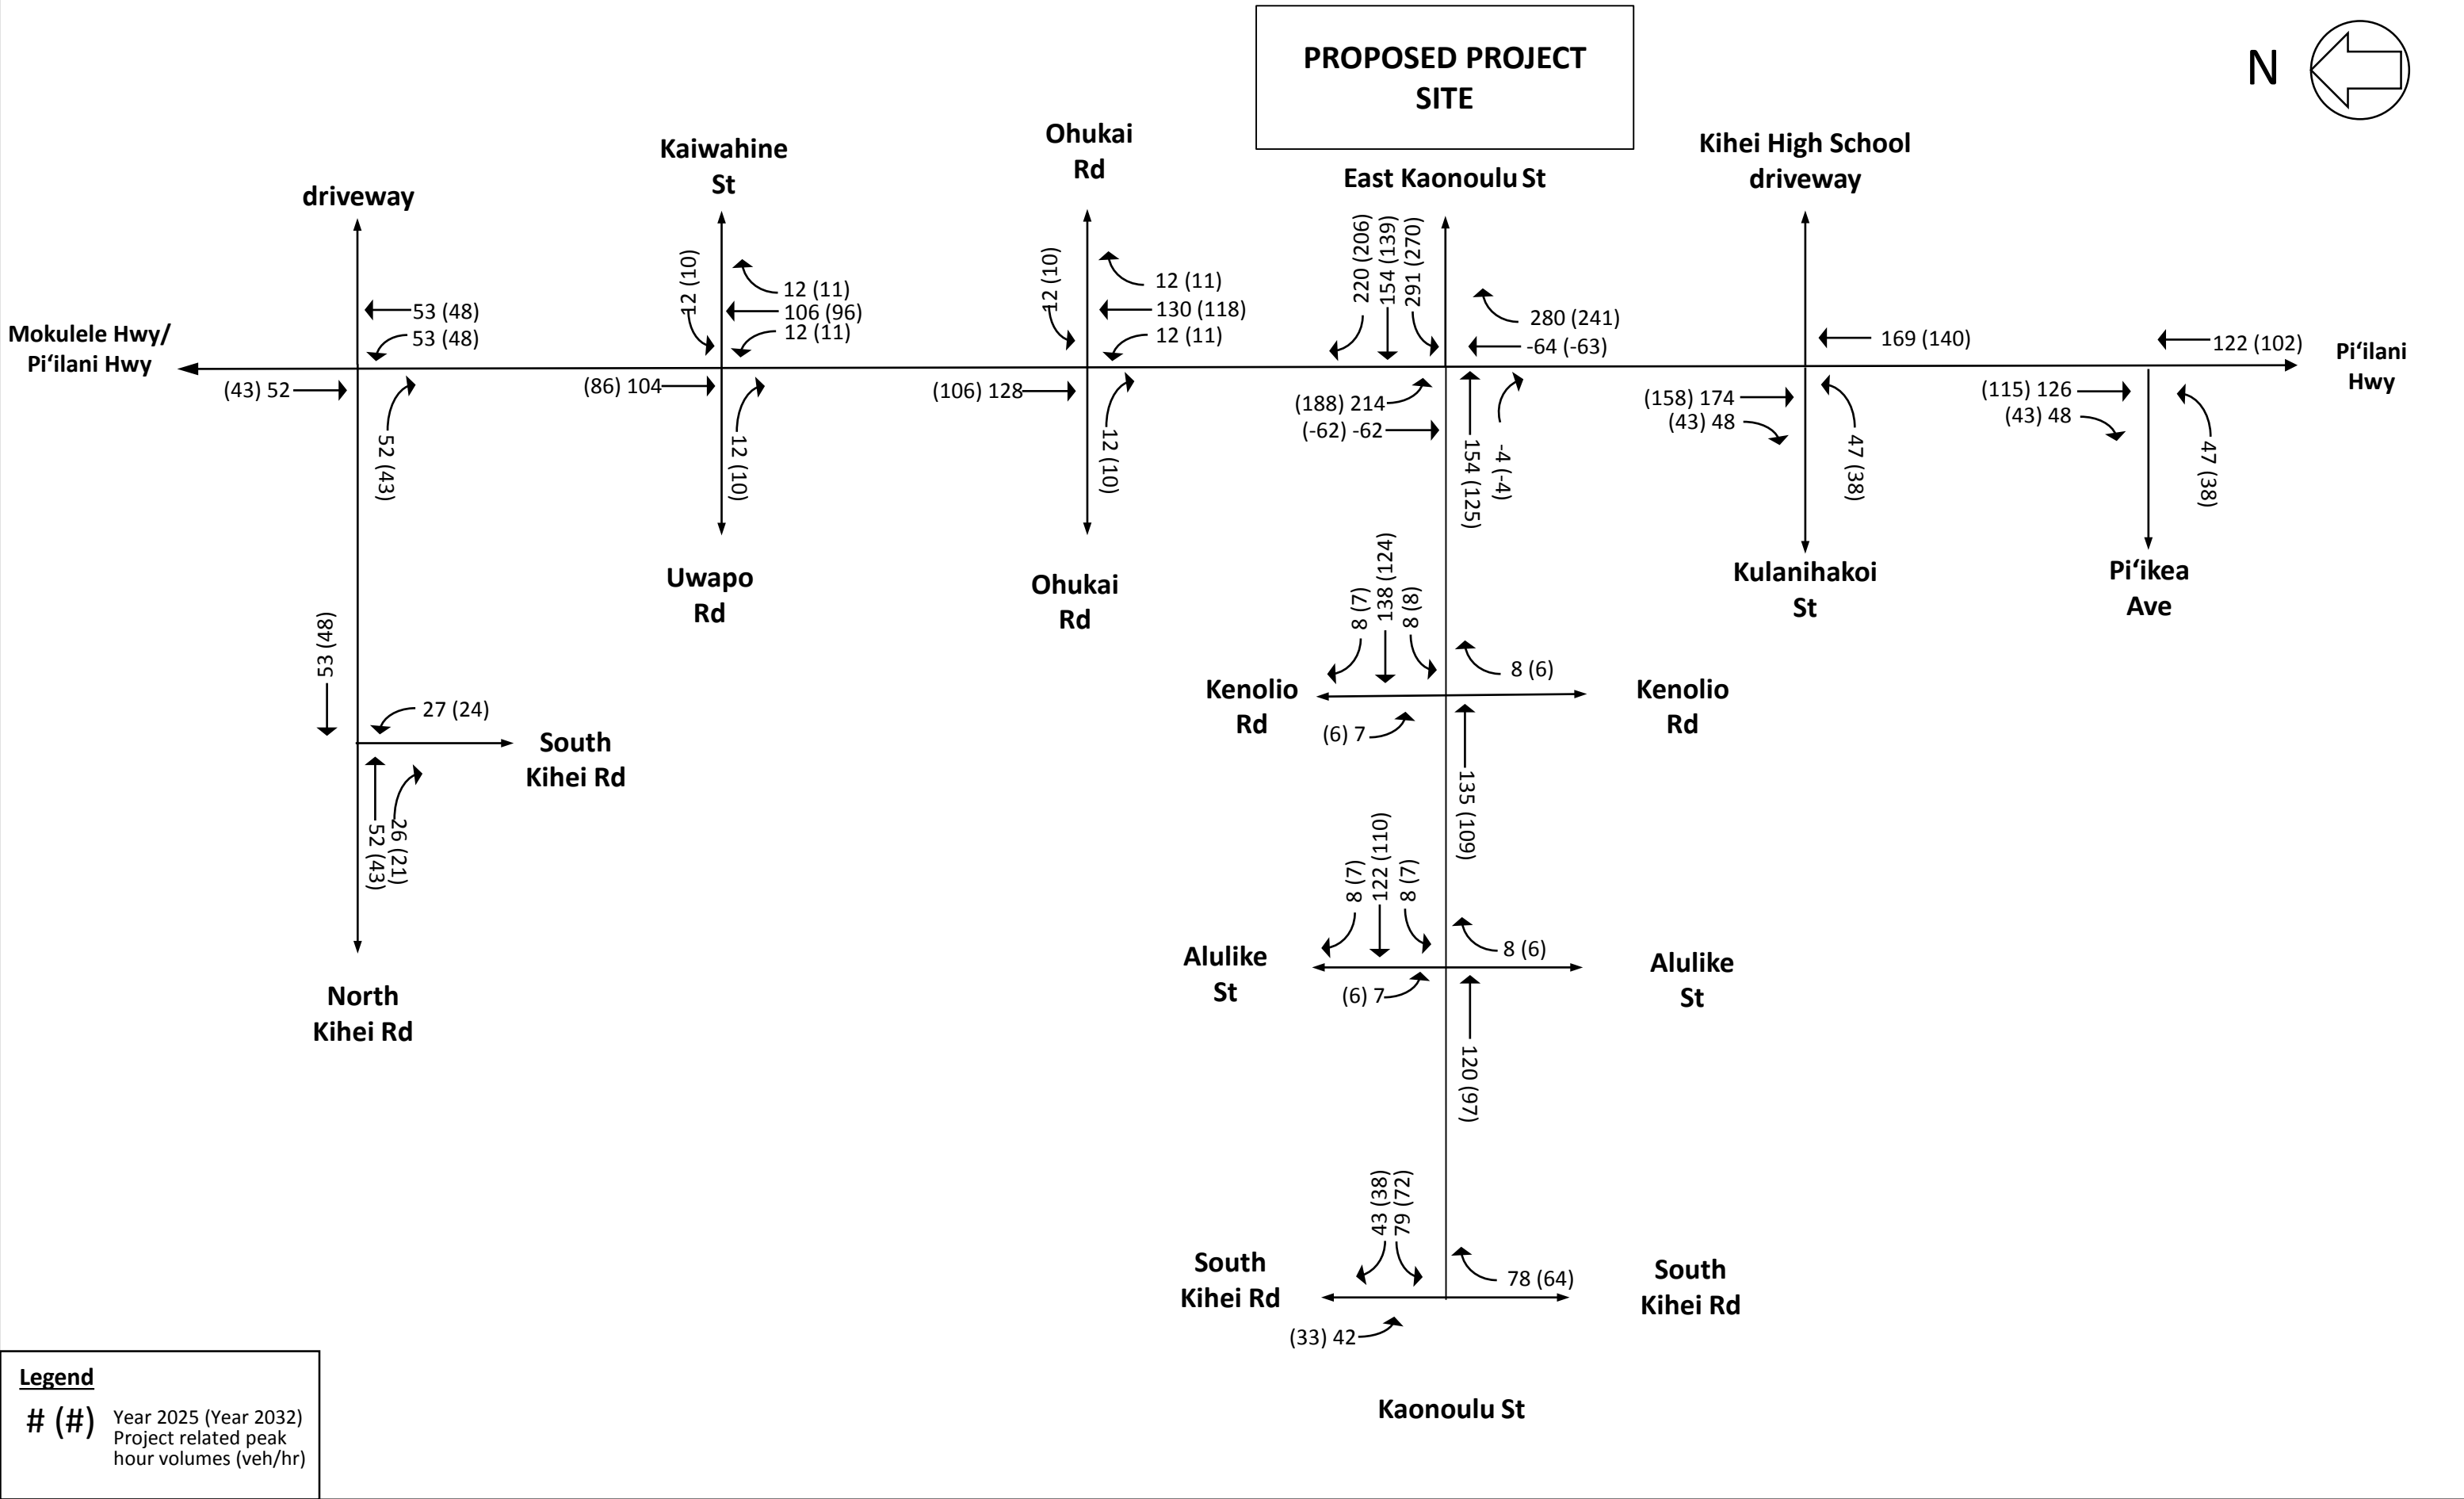 PROPOSED PROJECT
SITE
N
driveway
Kaiwahine
St
Ohukai
Rd
East Kaonoulu St
Kihei High School
driveway
Mokulele Hwy/
Pi‘ilani Hwy
Pi‘ilani
Hwy
53 (48)
53 (48)
(43) 52
52 (43)
12 (10)
12 (11)
106 (96)
12 (11)
(86) 104
12 (10)
12 (10)
12 (11)
130 (118)
12 (11)
(106) 128
12 (10)
220 (206)
154 (139)
291 (270)
280 (241)
-64 (-63)
(188) 214
(-62) -62
154 (125)
-4 (-4)
169 (140)
(158) 174
(43) 48
47 (38)
122 (102)
(115) 126
(43) 48
47 (38)
Uwapo
Rd
Ohukai
Rd
Kulanihakoi
St
Pi‘ikea
Ave
53 (48)
27 (24)
South
Kihei Rd
52 (43)
26 (21)
North
Kihei Rd
8 (7)
138 (124)
8 (8)
8 (6)
Kenolio
Rd
Kenolio
Rd
(6) 7
135 (109)
8 (7)
122 (110)
8 (7)
8 (6)
Alulike
St
Alulike
St
(6) 7
120 (97)
43 (38)
79 (72)
78 (64)
South
Kihei Rd
South
Kihei Rd
(33) 42
Kaonoulu St
Legend
# (#)
Year 2025 (Year 2032)
Project related peak
hour volumes (veh/hr)